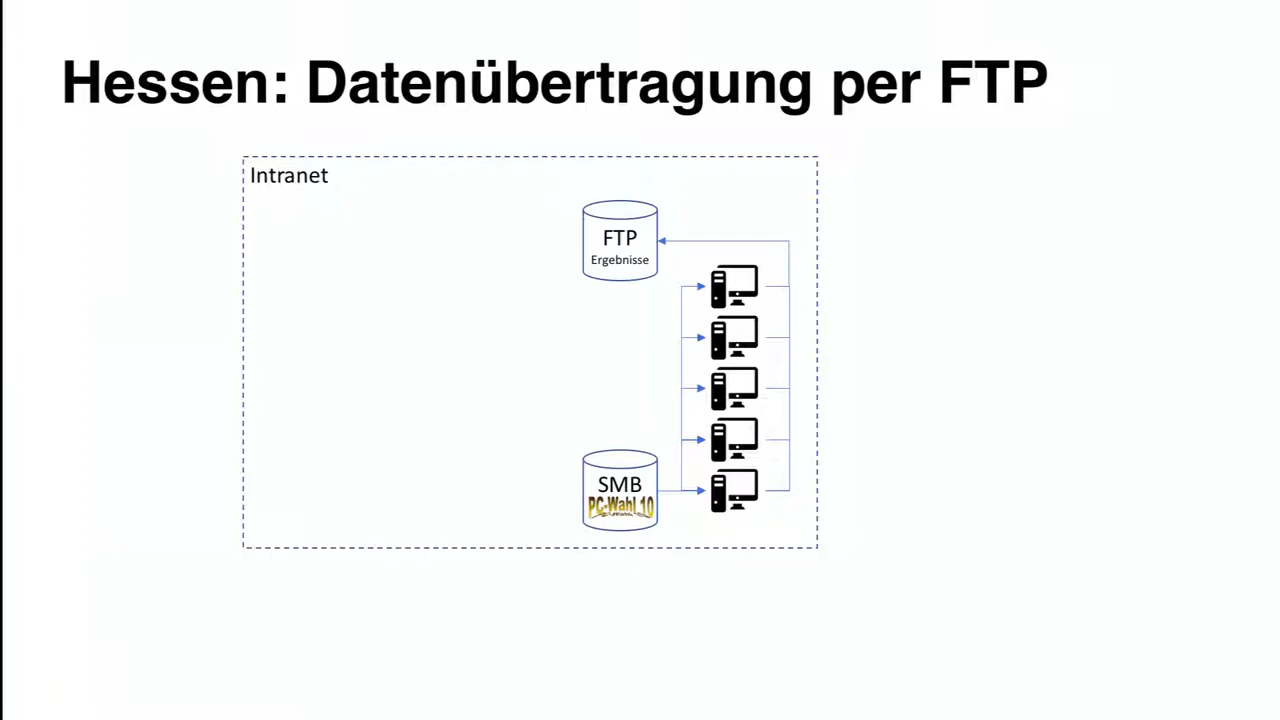 Hessen: Datenübertragung per FTP
Intranet
FTP
Ergebnisse
SMB
PC-Wahl 10